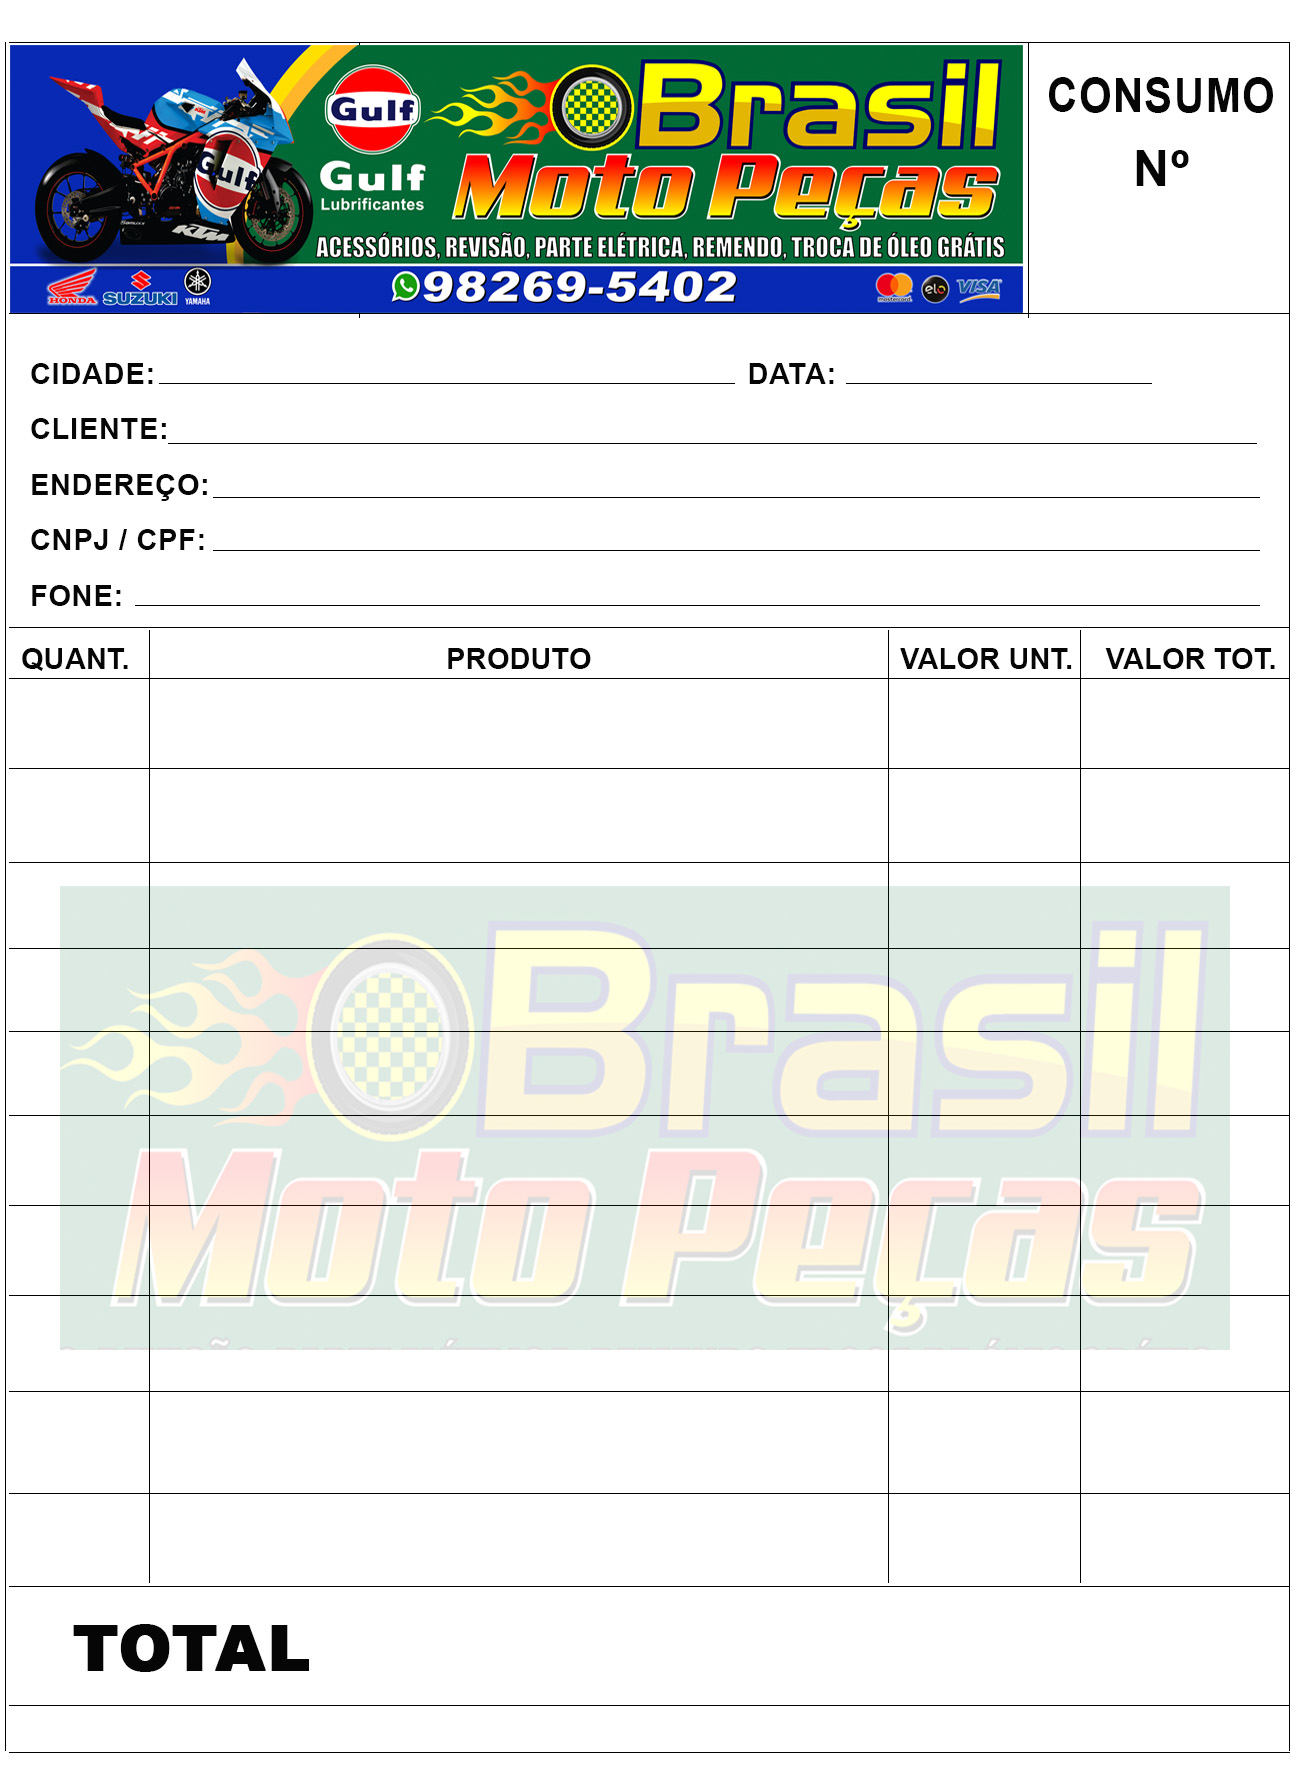 Brasil
CONSUMO
Gulf
Nº
Gulf
Moto Peças
Gulf
Lubrificantes
KTM
ACESSÓRIOS, REVISÃO, PARTE ELÉTRICA, REMENDO, TROCA DE ÓLEO GRÁTIS
HONDA SUZUKI YAMAHA 98269-5402 mastercard elo VISA
CIDADE: DATA:
CLIENTE:
ENDEREÇO:
CNPJ / CPF:
FONE:
QUANT. PRODUTO VALOR UNT. VALOR TOT.
Brasil
Moto Peças
TOTAL